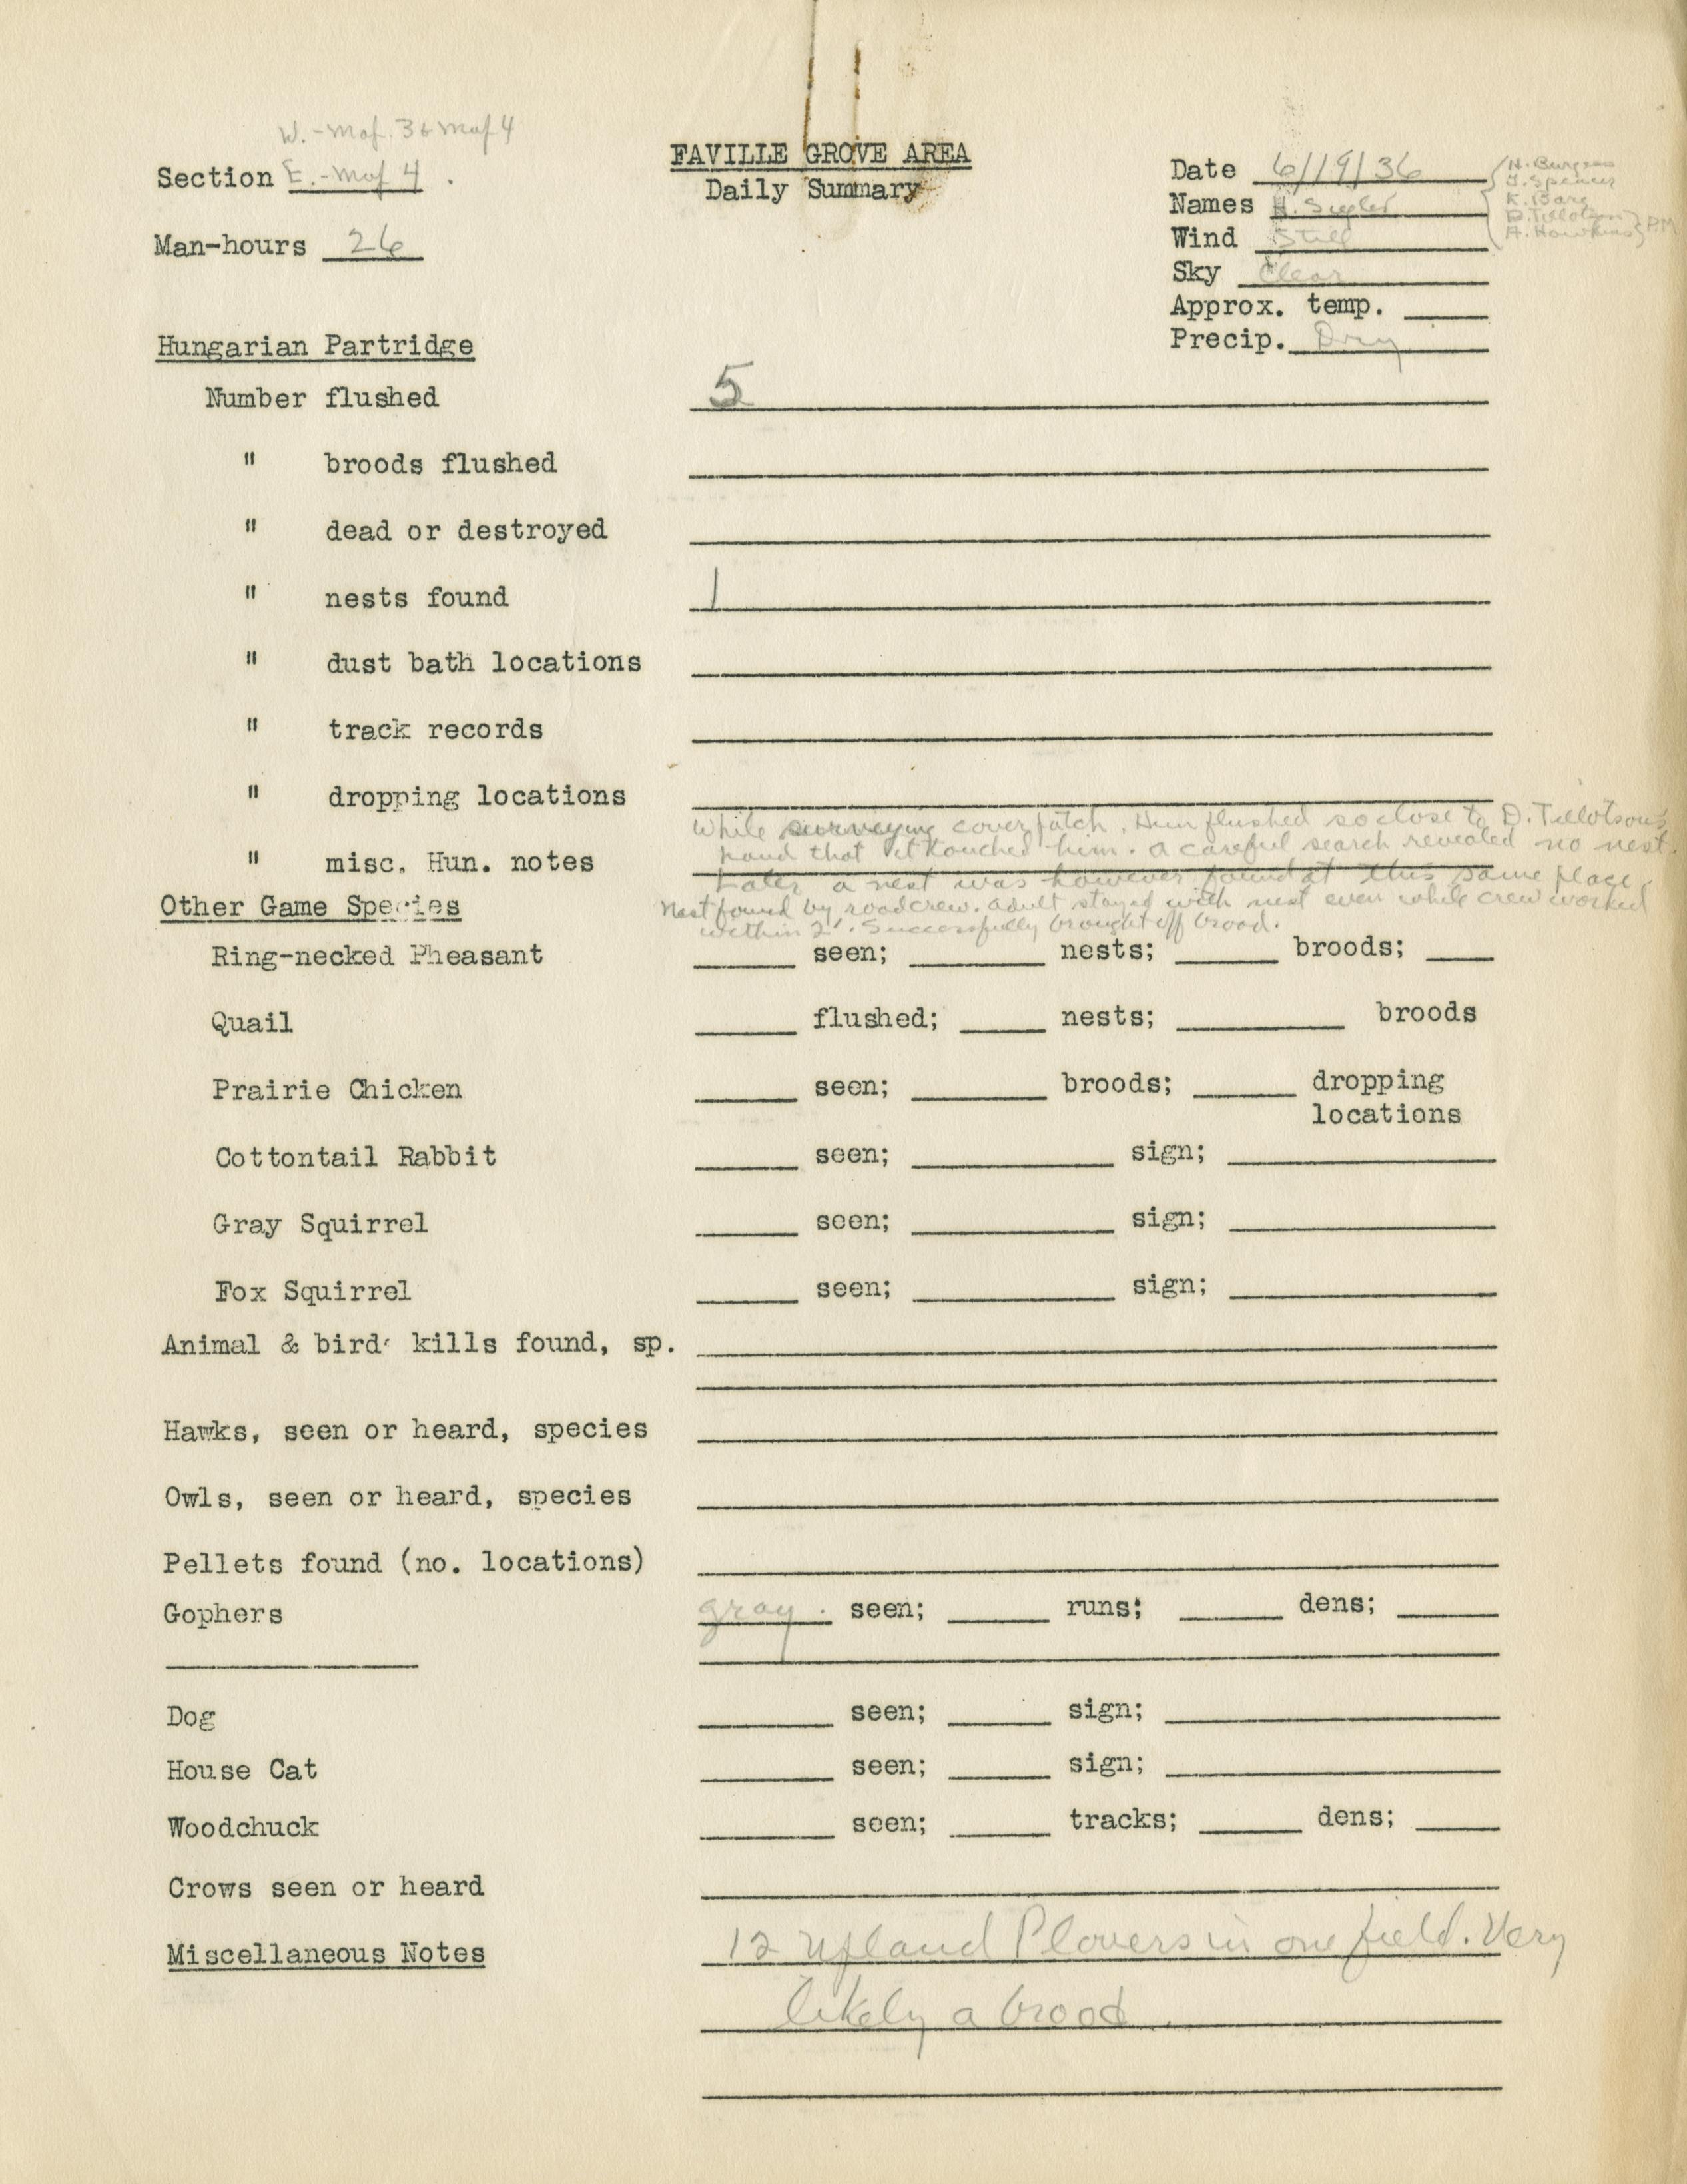 W. - Maf. 3 & Maf 4
FAVILLE GROVE AREA
Daily Summary
Section E. - Maf 4 .
Man-hours 26
Date 6/19/36
Names H. Sigler
H. Burgess
J. Spencer
K. Bare
D. Tillotson
A. Hawkins } P.M.
Wind Still
Sky Clear
Approx. temp.
Precip. Dry
Hungarian Partridge
Number flushed 5
" broods flushed
" dead or destroyed
" nests found 1
" dust bath locations
" track records
" dropping locations
" misc. Hun. notes
While surveying cover patch, Hun flushed so close to D. Tillotson's
hand that it touched him. A careful search revealed no nest.
Later a nest was however found at this same place.
Nest found by road crew. Adult stayed with nest even while crew worked
within 2'. Successfully brought off brood.
Other Game Species
Ring-necked Pheasant seen; nests; broods;
Quail flushed; nests; broods
Prairie Chicken seen; broods; dropping
locations
Cottontail Rabbit seen; sign;
Gray Squirrel seen; sign;
Fox Squirrel seen; sign;
Animal & bird kills found, sp.
Hawks, seen or heard, species
Owls, seen or heard, species
Pellets found (no. locations)
Gophers gray . seen; runs; dens;
Dog seen; sign;
House Cat seen; sign;
Woodchuck seen; tracks; dens;
Crows seen or heard
Miscellaneous Notes 12 Upland Plovers in one field. Very
likely a brood.